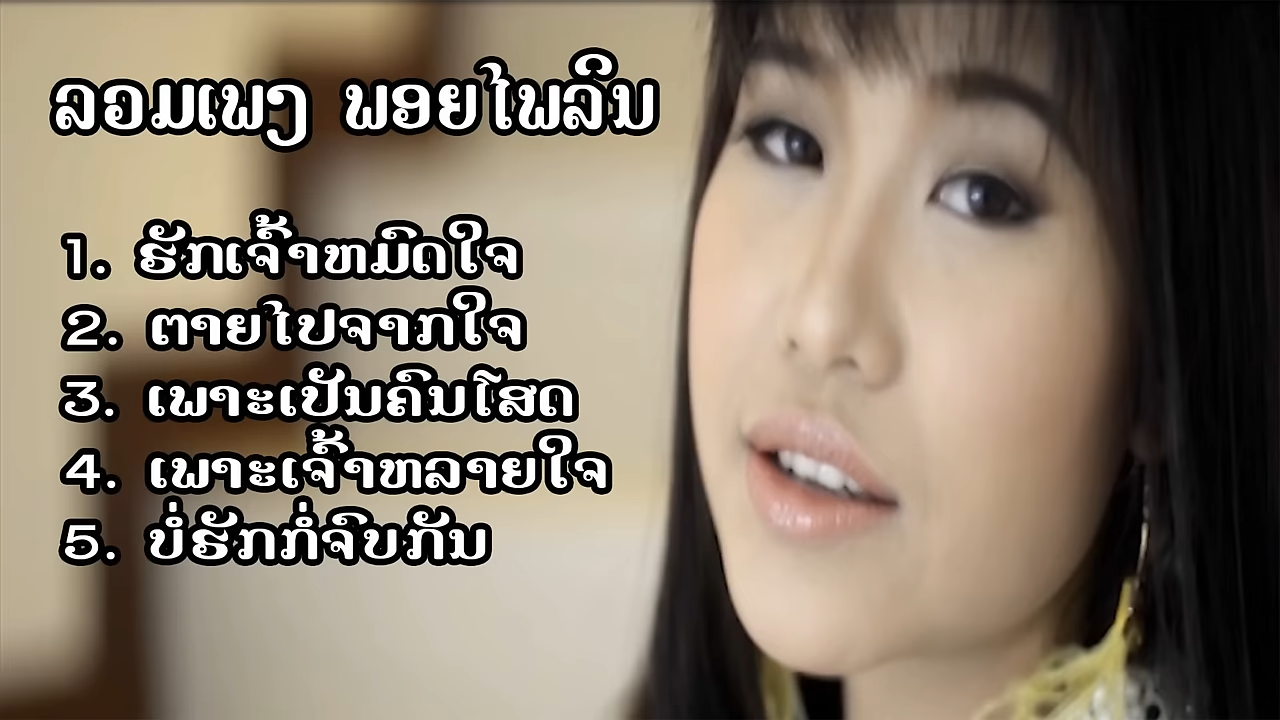 ລວມເພງ ພອຍໄພລິນ
1. ຮັກເຈົ້າຫມົດໃຈ
2. ຕາຍໄປຈາກໃຈ
3. ເພາະເປັນຄົນໂສດ
4. ເພາະເຈົ້າຫລາຍໃຈ
5. ບໍ່ຮັກກໍ່ຈົບກັນ